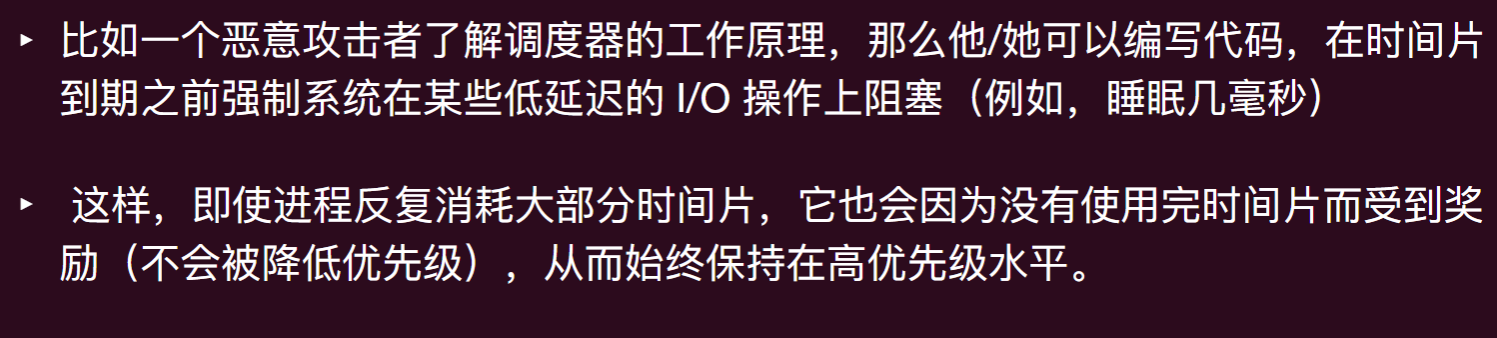 ▸ 比如一个恶意攻击者了解调度器的工作原理，那么他/她可以编写代码，在时间片
到期之前强制系统在某些低延迟的 I/O 操作上阻塞（例如，睡眠几毫秒）
▸ 这样，即使进程反复消耗大部分时间片，它也会因为没有使用完时间片而受到奖
励（不会被降低优先级），从而始终保持在高优先级水平。